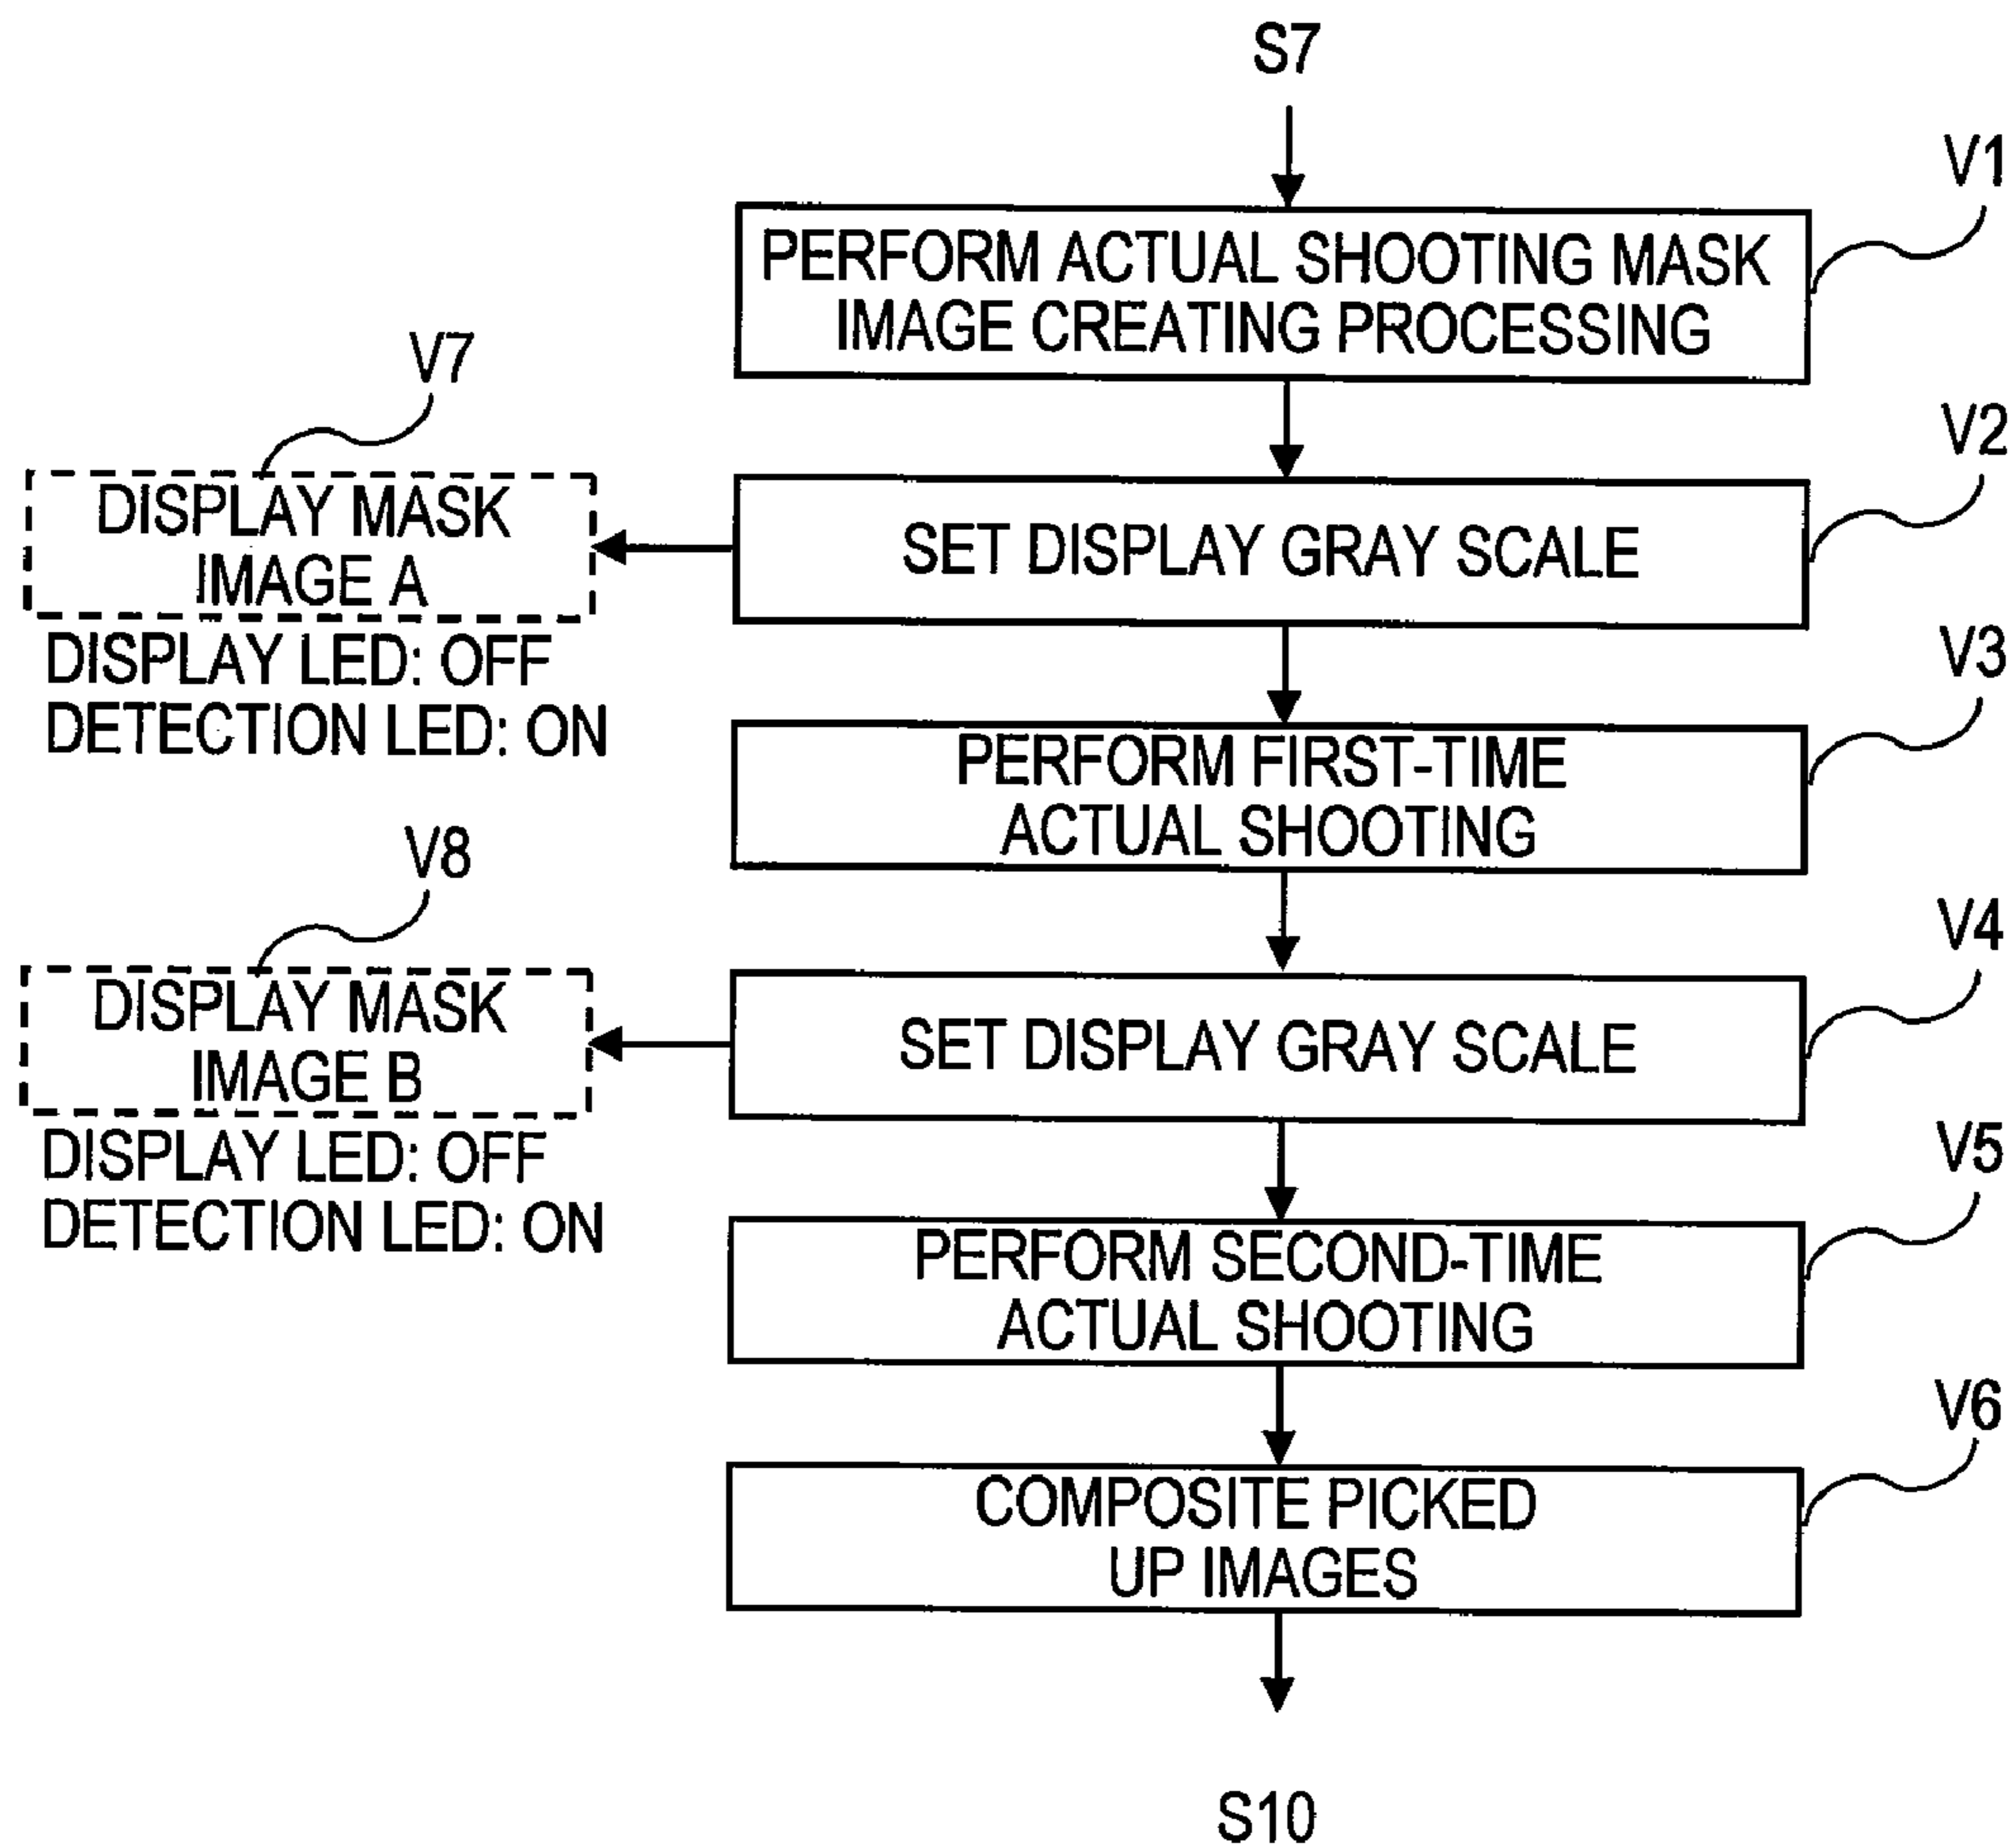 S7
V1
PERFORM ACTUAL SHOOTING MASK
IMAGE CREATING PROCESSING
V7
V2
DISPLAY MASK
IMAGE A
SET DISPLAY GRAY SCALE
DISPLAY LED: OFF
DETECTION LED: ON
V3
PERFORM FIRST-TIME
ACTUAL SHOOTING
V8
V4
DISPLAY MASK
IMAGE B
SET DISPLAY GRAY SCALE
DISPLAY LED: OFF
DETECTION LED: ON
V5
PERFORM SECOND-TIME
ACTUAL SHOOTING
V6
COMPOSITE PICKED
UP IMAGES
S10